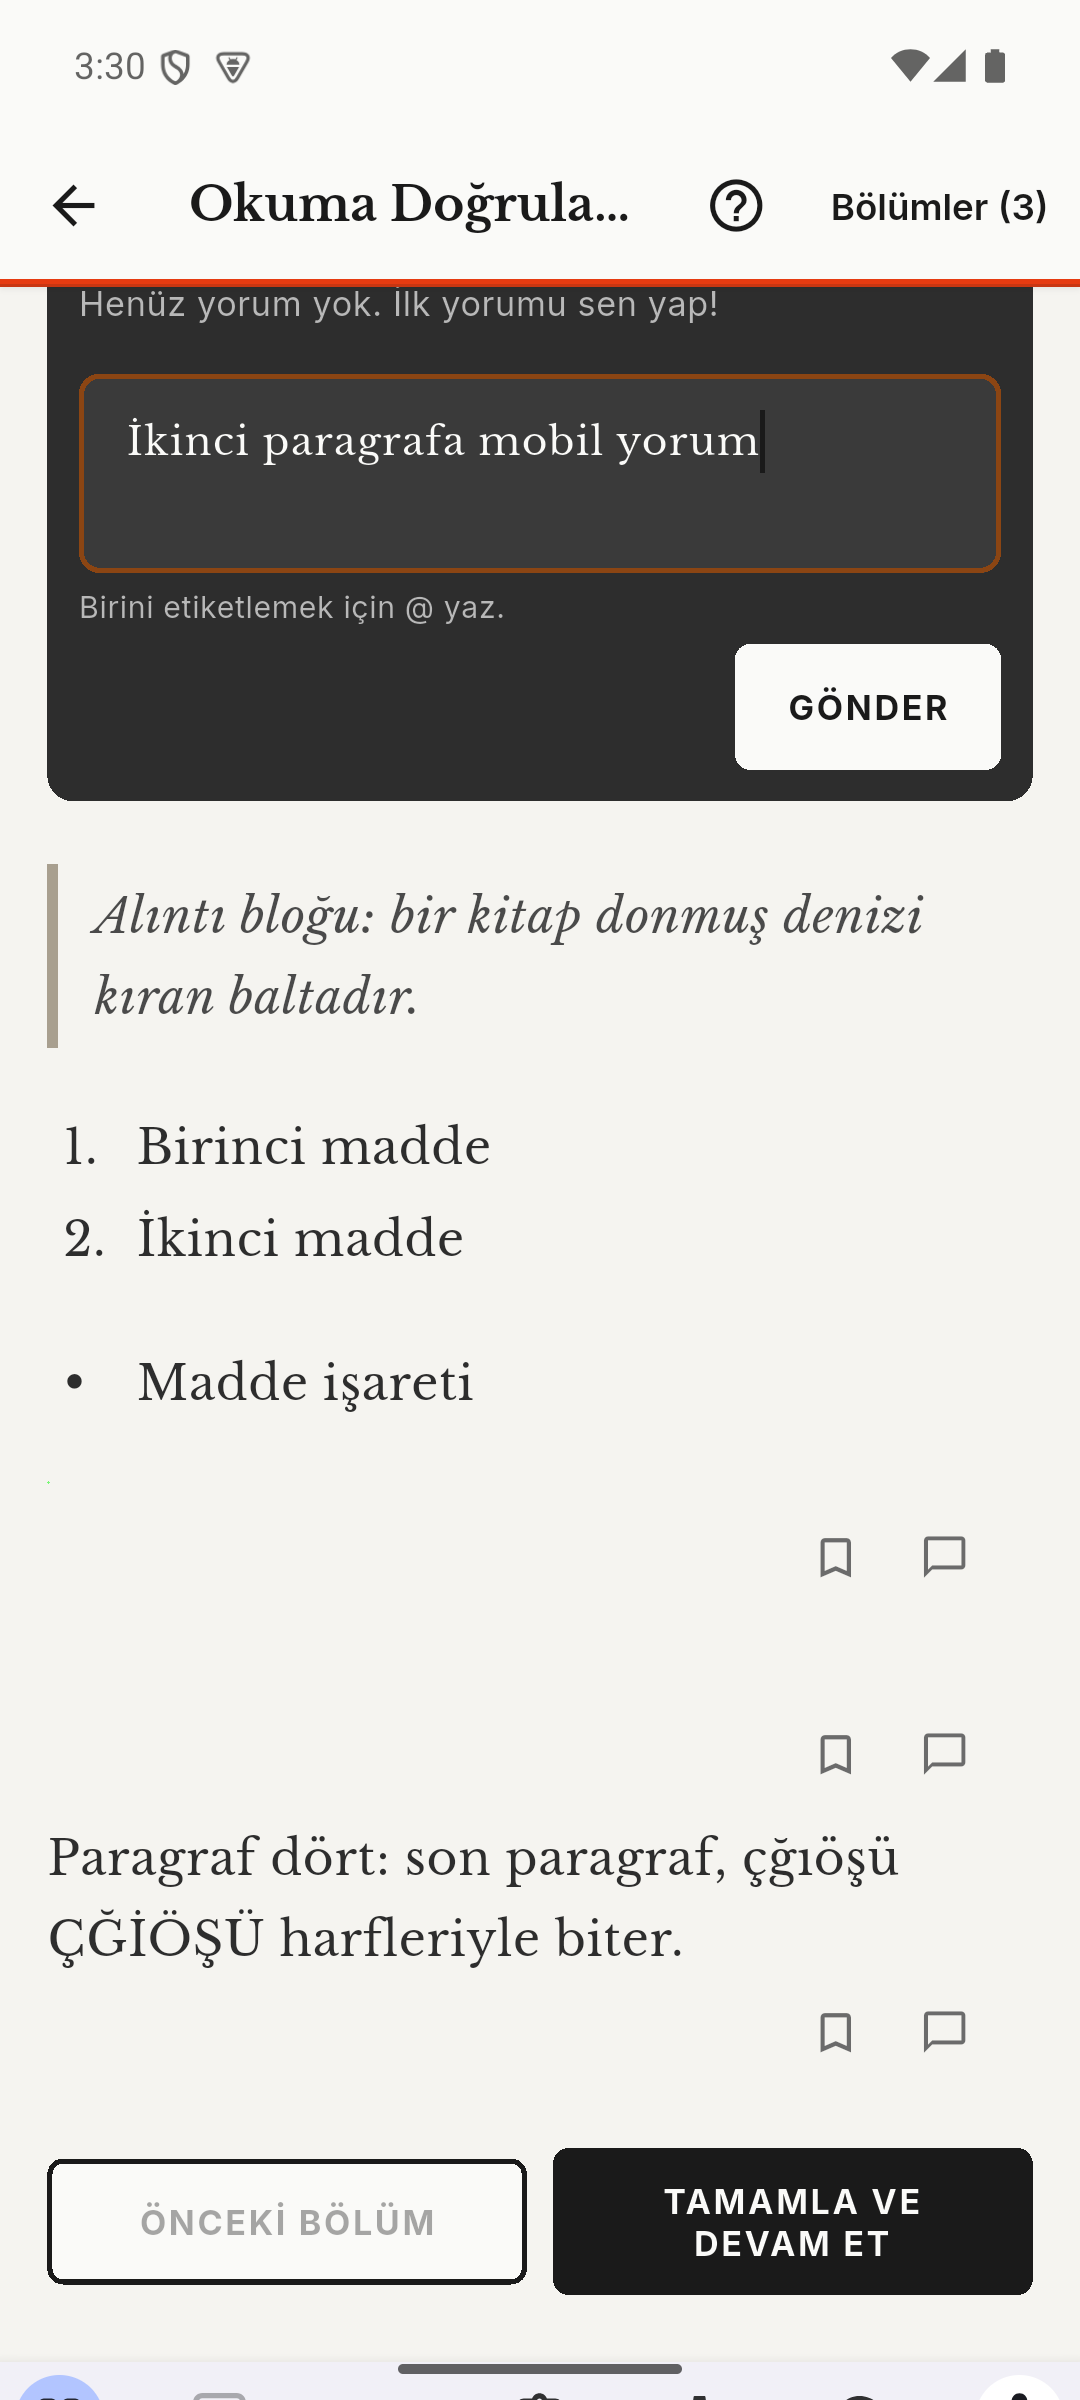 3:30
Okuma Doğrula...
Bölümler (3)
Henüz yorum yok. İlk yorumu sen yap!
İkinci paragrafa mobil yorum
Birini etiketlemek için @ yaz.
GÖNDER
Alıntı bloğu: bir kitap donmuş denizi
kıran baltadır.
1. Birinci madde
2. İkinci madde
• Madde işareti
Paragraf dört: son paragraf, çğıöşü
ÇĞİÖŞÜ harfleriyle biter.
ÖNCEKİ BÖLÜM
TAMAMLA VE
DEVAM ET